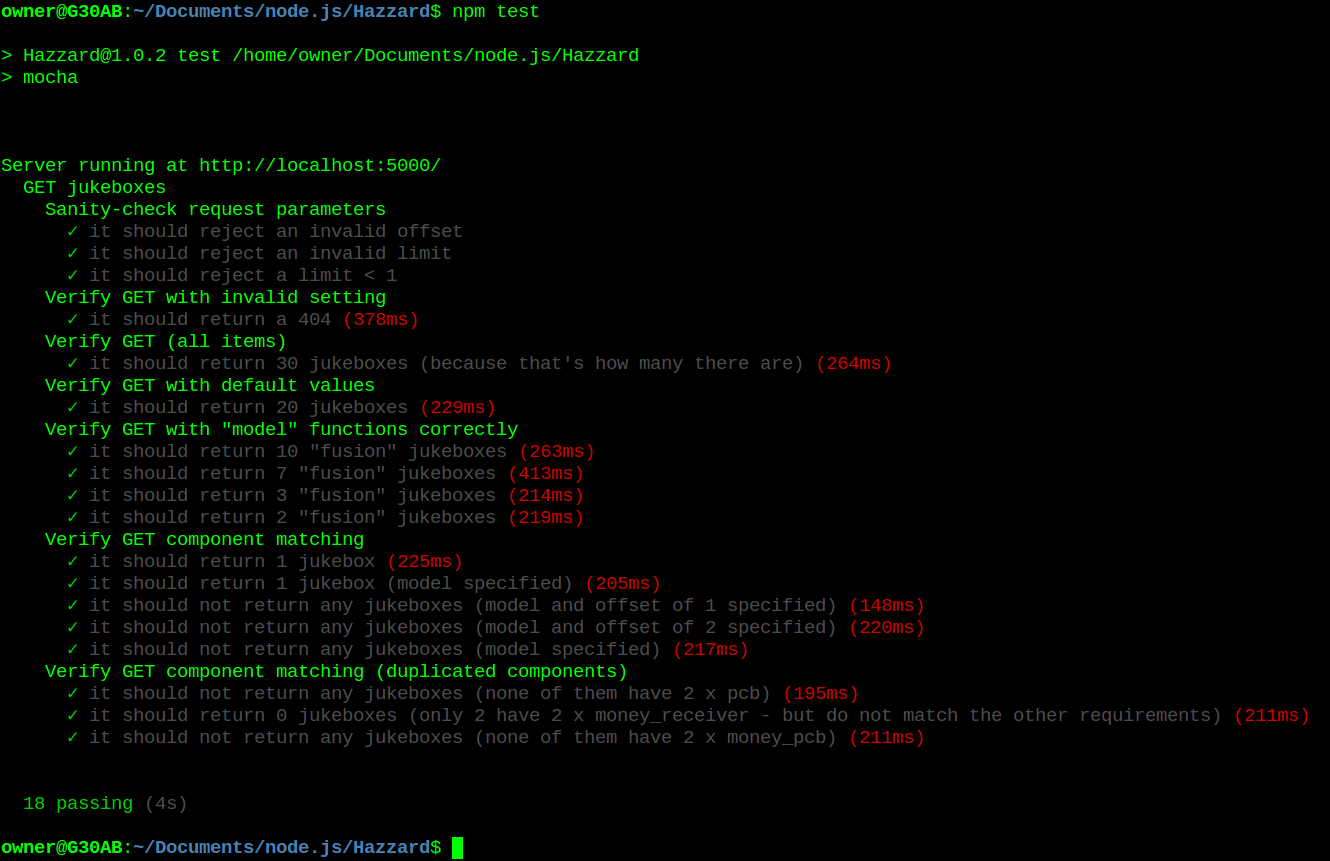 owner@G30AB:~/Documents/node.js/Hazzard$ npm test
> Hazzard@1.0.2 test /home/owner/Documents/node.js/Hazzard
> mocha
Server running at http://localhost:5000/
GET jukeboxes
Sanity-check request parameters
✓ it should reject an invalid offset
✓ it should reject an invalid limit
✓ it should reject a limit < 1
Verify GET with invalid setting
✓ it should return a 404 (378ms)
Verify GET (all items)
✓ it should return 30 jukeboxes (because that's how many there are) (264ms)
Verify GET with default values
✓ it should return 20 jukeboxes (229ms)
Verify GET with "model" functions correctly
✓ it should return 10 "fusion" jukeboxes (263ms)
✓ it should return 7 "fusion" jukeboxes (413ms)
✓ it should return 3 "fusion" jukeboxes (214ms)
✓ it should return 2 "fusion" jukeboxes (219ms)
Verify GET component matching
✓ it should return 1 jukebox (225ms)
✓ it should return 1 jukebox (model specified) (205ms)
✓ it should not return any jukeboxes (model and offset of 1 specified) (148ms)
✓ it should not return any jukeboxes (model and offset of 2 specified) (220ms)
✓ it should not return any jukeboxes (model specified) (217ms)
Verify GET component matching (duplicated components)
✓ it should not return any jukeboxes (none of them have 2 x pcb) (195ms)
✓ it should return 0 jukeboxes (only 2 have 2 x money_receiver - but do not match the other requirements) (211ms)
✓ it should not return any jukeboxes (none of them have 2 x money_pcb) (211ms)
18 passing (4s)
owner@G30AB:~/Documents/node.js/Hazzard$